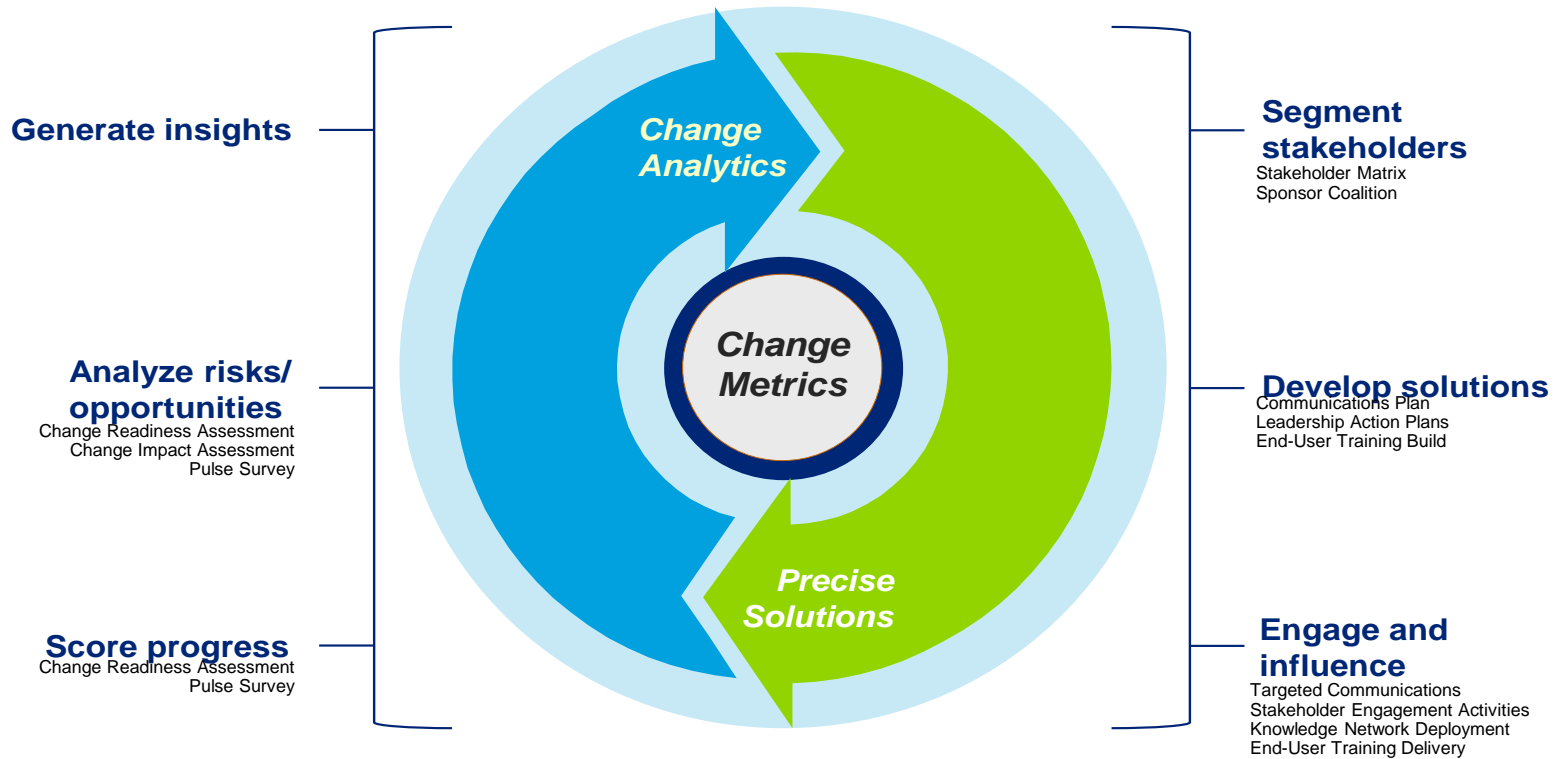 Generate insights
Analyze risks/
opportunities
Change Readiness Assessment
Change Impact Assessment
Pulse Survey
Score progress
Change Readiness Assessment
Pulse Survey
Change
Analytics
Change
Metrics
Precise
Solutions
Segment
stakeholders
Stakeholder Matrix
Sponsor Coalition
Develop solutions
Communications Plan
Leadership Action Plans
End-User Training Build
Engage and
influence
Targeted Communications
Stakeholder Engagement Activities
Knowledge Network Deployment
End-User Training Delivery